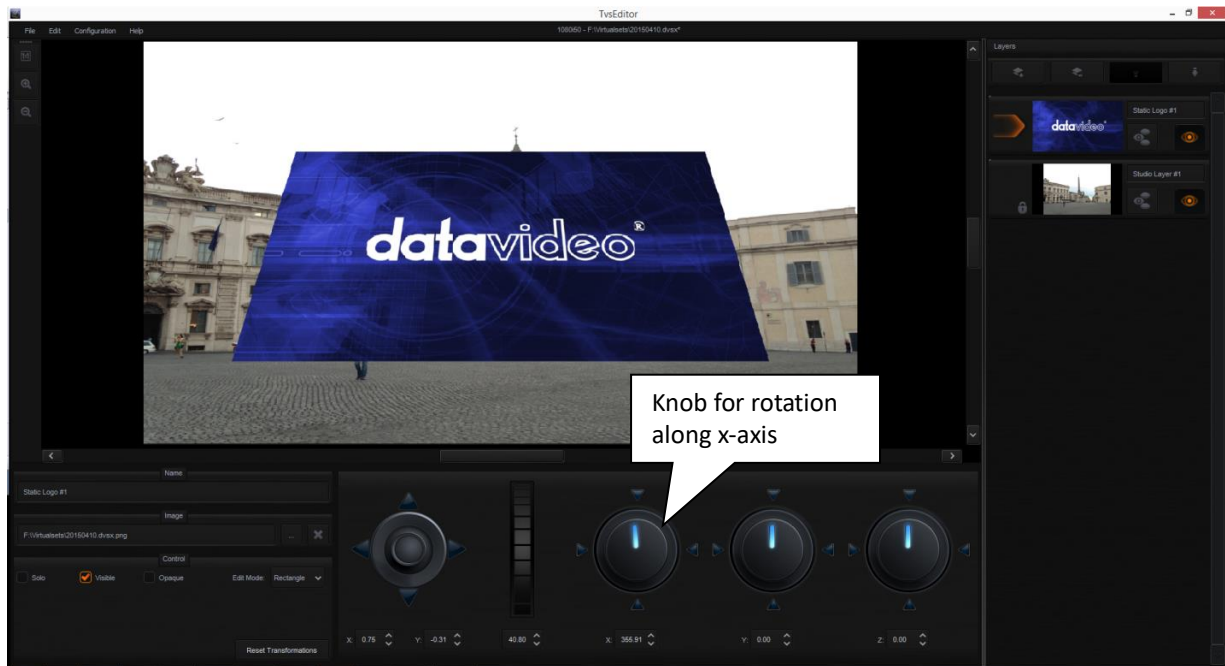 TvsEditor
File Edit Configuration Help
1080i50 – F:\Virtualsets\20150410.dvsx*
Layers
datavideo®
Static Logo #1
datavideo®
Studio Layer #1
Knob for rotation
along x-axis
Name
Static Logo #1
Image
F:\Virtualsets\20150410.dvsx.png ..
Control
Solo Visible Opaque Edit Mode: Rectangle
Reset Transformations
X: 0.75 Y: -0.31 40.80 X: 355.91 Y: 0.00 Z: 0.00